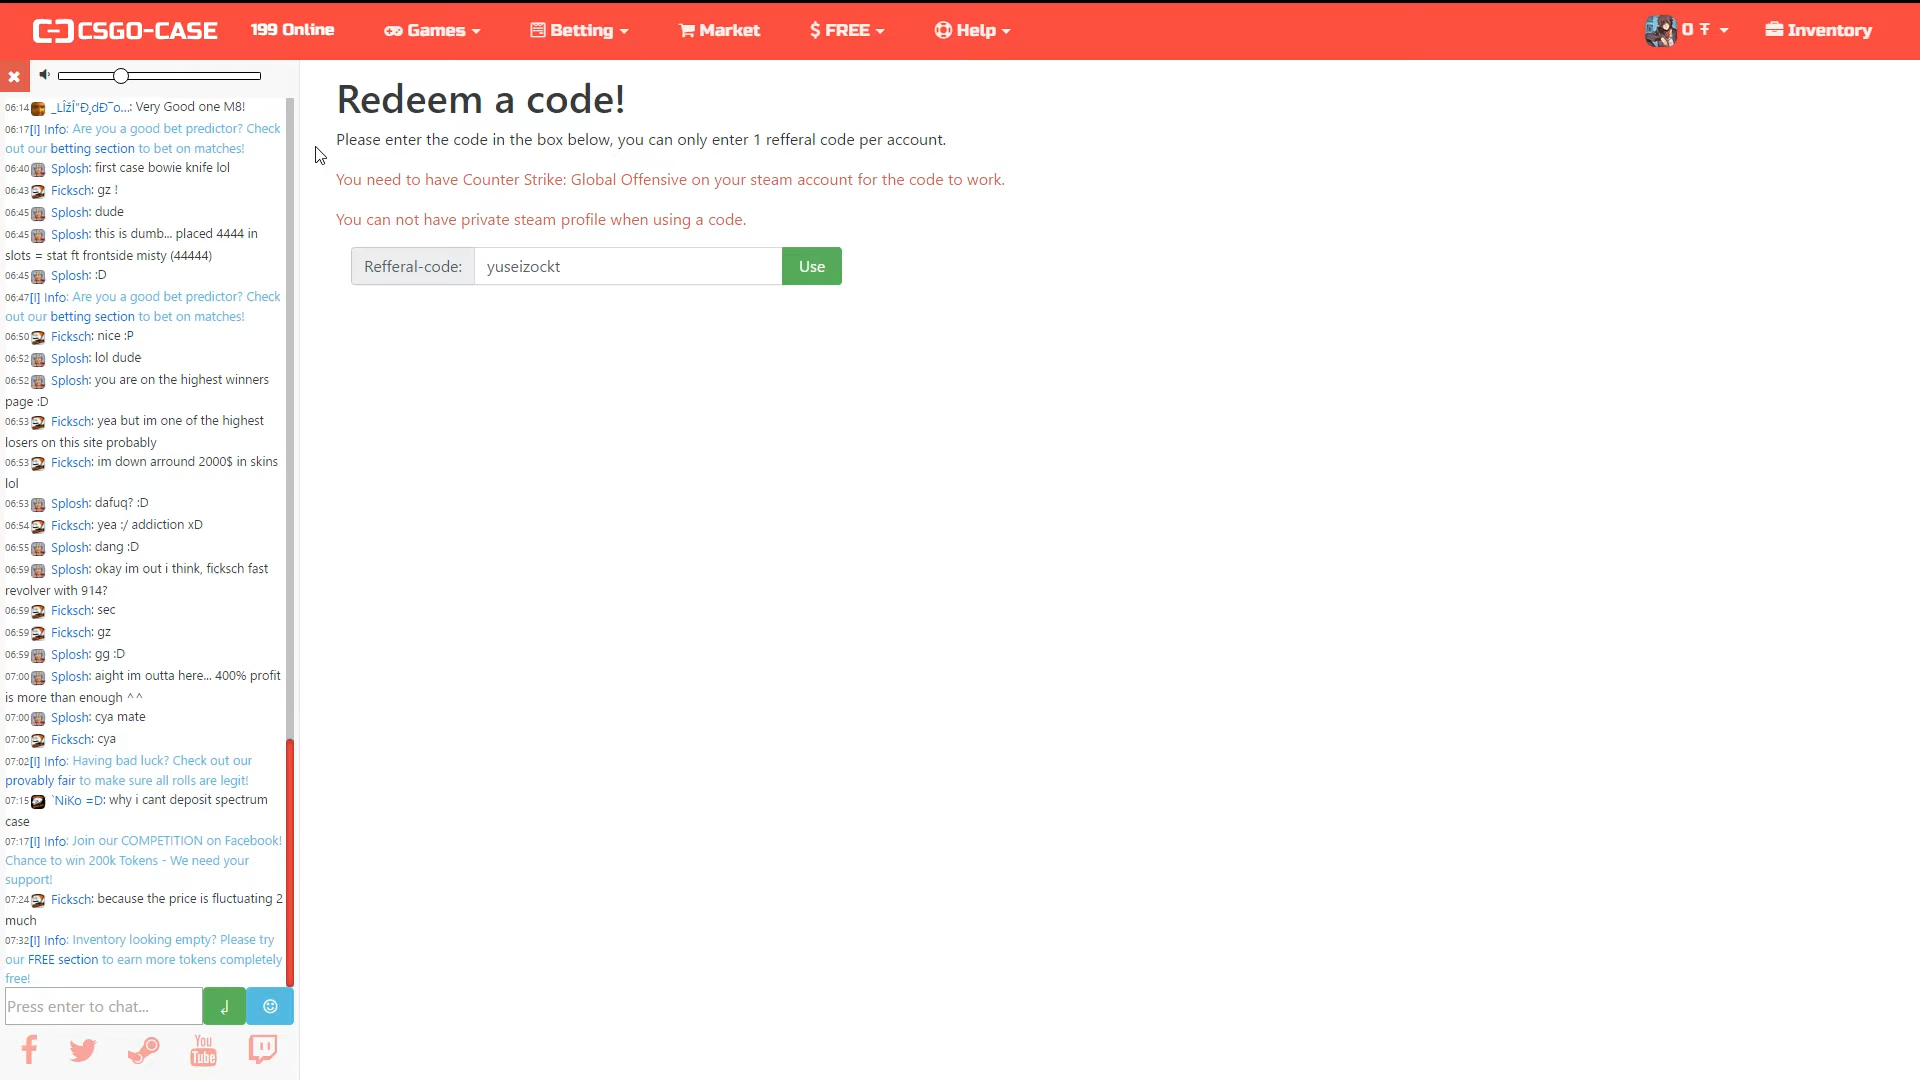 CSGO-CASE 199 Online Games Betting Market $ FREE Help 0 Ŧ Inventory
06:14 Very Good one M8!
06:17[I] Info: Are you a good bet predictor? Check
out our betting section to bet on matches!
06:40 Splosh: first case bowie knife lol
06:43 Ficksch: gz !
06:45 Splosh: dude
06:45 Splosh: this is dumb... placed 4444 in
slots = stat ft frontside misty (44444)
06:45 Splosh: :D
06:47[I] Info: Are you a good bet predictor? Check
out our betting section to bet on matches!
06:50 Ficksch: nice :P
06:52 Splosh: lol dude
06:52 Splosh: you are on the highest winners
page :D
06:53 Ficksch: yea but im one of the highest
losers on this site probably
06:53 Ficksch: im down arround 2000$ in skins
lol
06:53 Splosh: dafuq? :D
06:54 Ficksch: yea :/ addiction xD
06:55 Splosh: dang :D
06:59 Splosh: okay im out i think, ficksch fast
revolver with 914?
06:59 Ficksch: sec
06:59 Ficksch: gz
06:59 Splosh: gg :D
07:00 Splosh: aight im outta here... 400% profit
is more than enough ^^
07:00 Splosh: cya mate
07:00 Ficksch: cya
07:02[I] Info: Having bad luck? Check out our
provably fair to make sure all rolls are legit!
07:15 `NiKo =D: why i cant deposit spectrum
case
07:17[I] Info: Join our COMPETITION on Facebook!
Chance to win 200k Tokens - We need your
support!
07:24 Ficksch: because the price is fluctuating 2
much
07:32[I] Info: Inventory looking empty? Please try
our FREE section to earn more tokens completely
free!
Press enter to chat...
You
Tube
Redeem a code!
Please enter the code in the box below, you can only enter 1 refferal code per account.
You need to have Counter Strike: Global Offensive on your steam account for the code to work.
You can not have private steam profile when using a code.
Refferal-code: yuseizockt Use